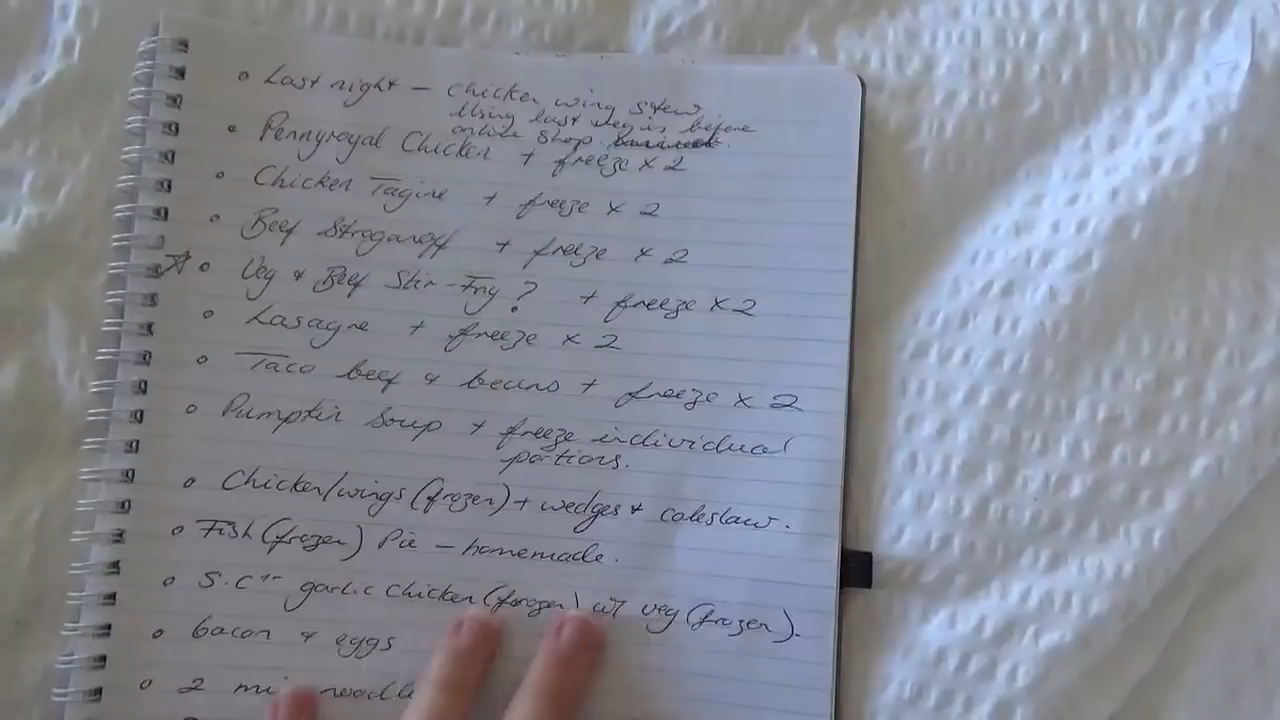 Last night - chicken wing stew
Using last vegies before
online shop.
Pennyroyal Chicken + freeze x 2
Chicken Tagine + freeze x 2
Beef Stroganoff + freeze x 2
Veg & Beef Stir-Fry? + freeze x 2
Lasagne + freeze x 2
Taco beef & beans + freeze x 2
Pumpkin Soup + freeze individual
portions.
Chicken/wings (frozen) + wedges & coleslaw.
Fish (frozen) Pie - homemade.
garlic chicken (frozen) w/ veg (frozen).
bacon & eggs
2